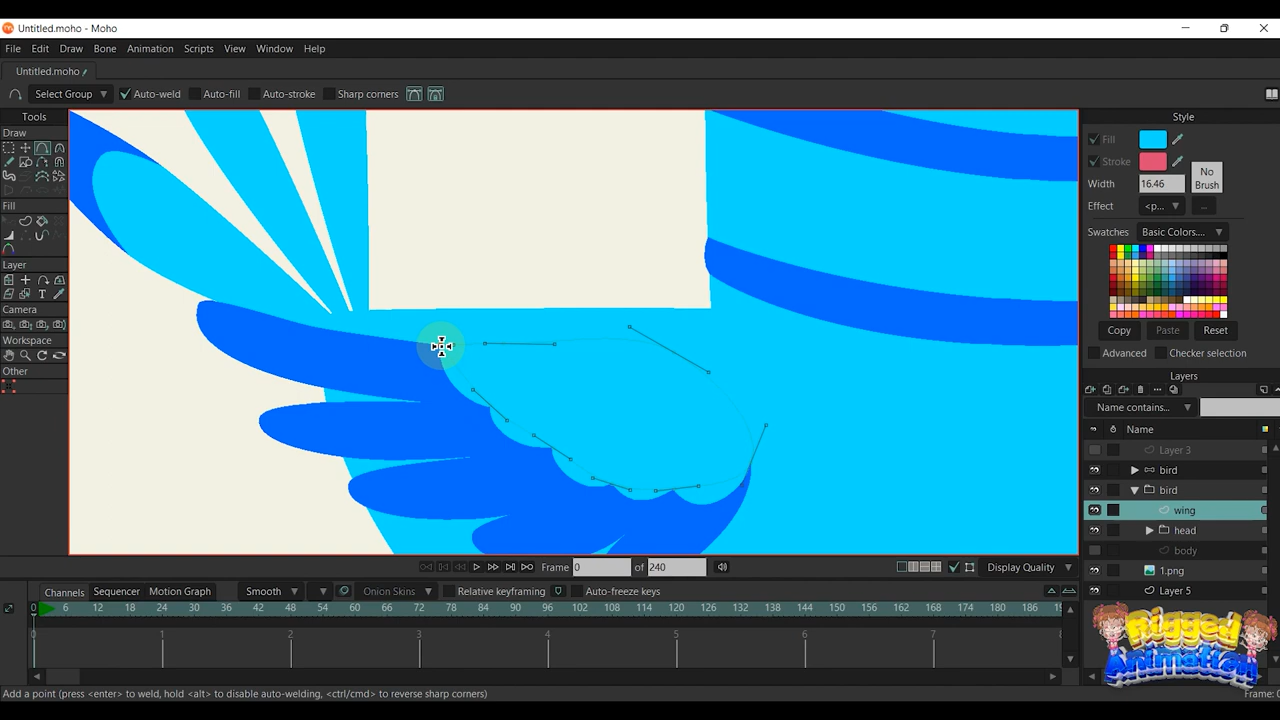 Untitled.moho - Moho
File Edit Draw Bone Animation Scripts View Window Help
Untitled.moho
Select Group Auto-weld Auto-fill Auto-stroke Sharp corners
Tools
Draw
Fill
Layer
Camera
Workspace
Other
Style
Fill
Stroke
Width 16.46
No Brush
Effect <p... ...
Swatches Basic Colors....
Copy Paste Reset
Advanced Checker selection
Layers
Name contains...
Name
Layer 3
bird
bird
wing
head
body
1.png
Layer 5
Frame 0 of 240 Display Quality
Channels Sequencer Motion Graph Smooth Onion Skins Relative keyframing Auto-freeze keys
0 6 12 18 24 30 36 42 48 54 60 66 72 78 84 90 96 102 108 114 120 126 132 138 144 150 156 162 168 174 180 186 19
0 1 2 3 4 5 6 7 8
Rigged Animation
Add a point (press <enter> to weld, hold <alt> to disable auto-welding, <ctrl/cmd> to reverse sharp corners)
Frame: 0